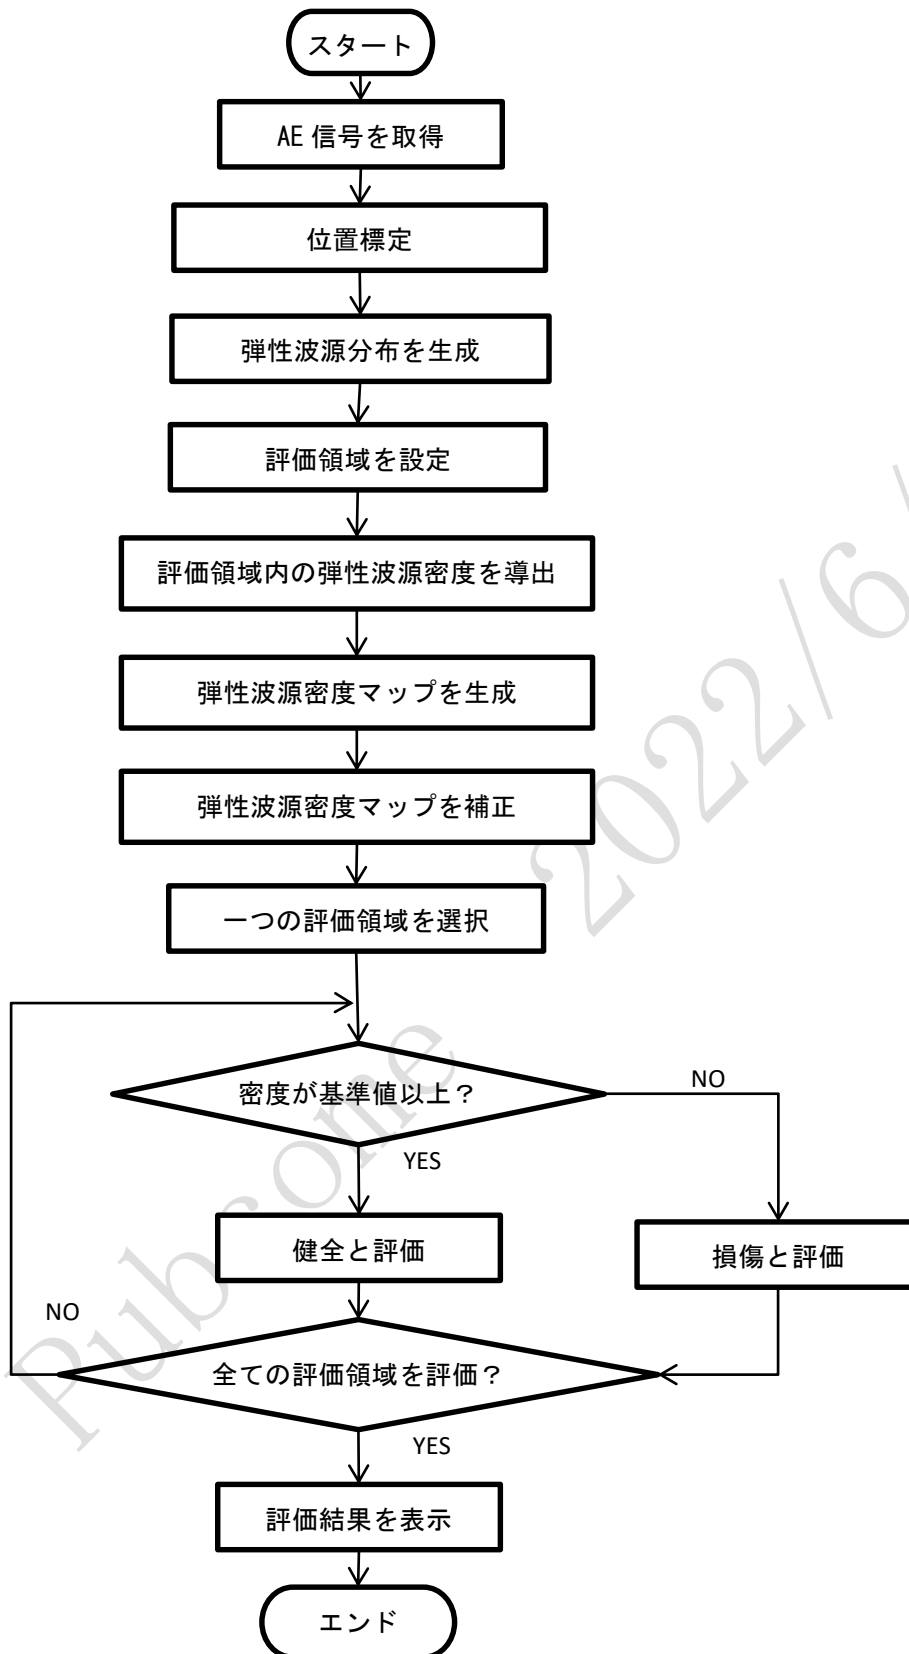 スタート
AE 信号を取得
位置標定
弾性波源分布を生成
評価領域を設定
評価領域内の弾性波源密度を導出
弾性波源密度マップを生成
弾性波源密度マップを補正
一つの評価領域を選択
密度が基準値以上？
NO
YES
健全と評価
損傷と評価
NO
全ての評価領域を評価？
YES
評価結果を表示
エンド
Pubcome 2022/6/